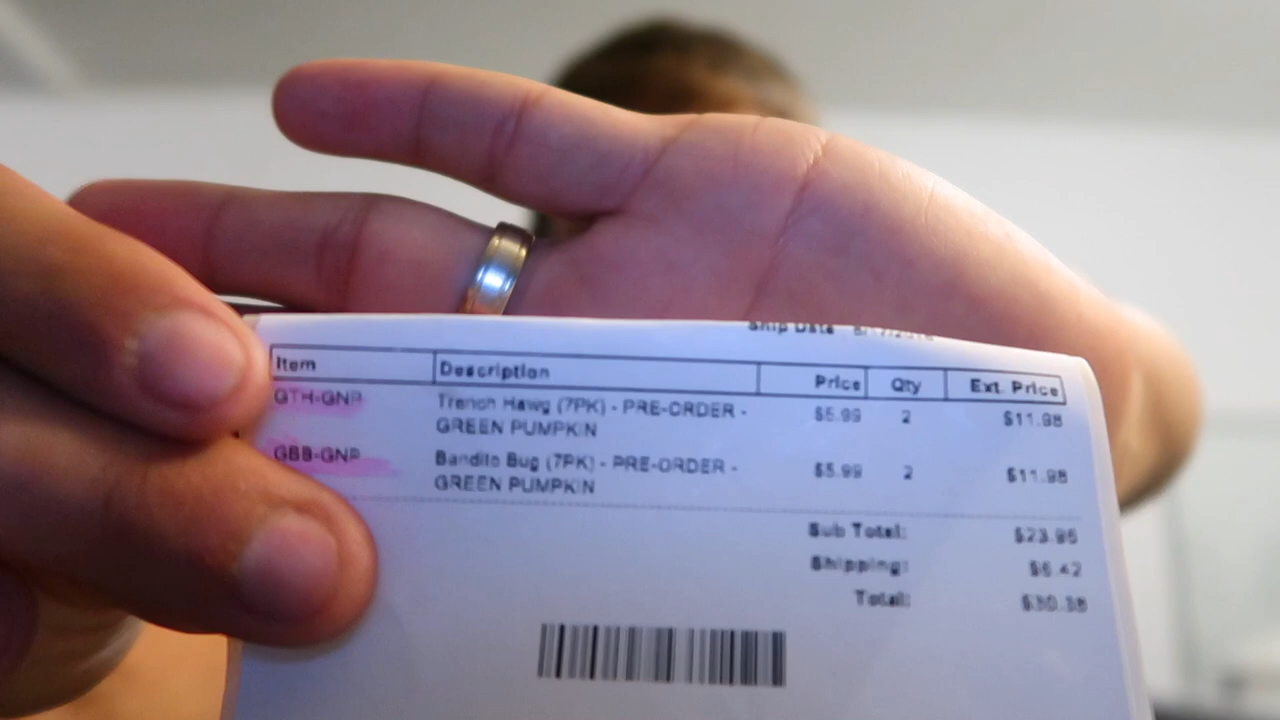 Ship Date
Item Description Price Qty Ext. Price
GTH-GNP Trench Hawg (7PK) - PRE-ORDER - $5.99 2 $11.98
GREEN PUMPKIN
GBB-GNP Bandito Bug (7PK) - PRE-ORDER - $5.99 2 $11.98
GREEN PUMPKIN
Sub Total: $23.96
Shipping: $6.42
Total: $30.38